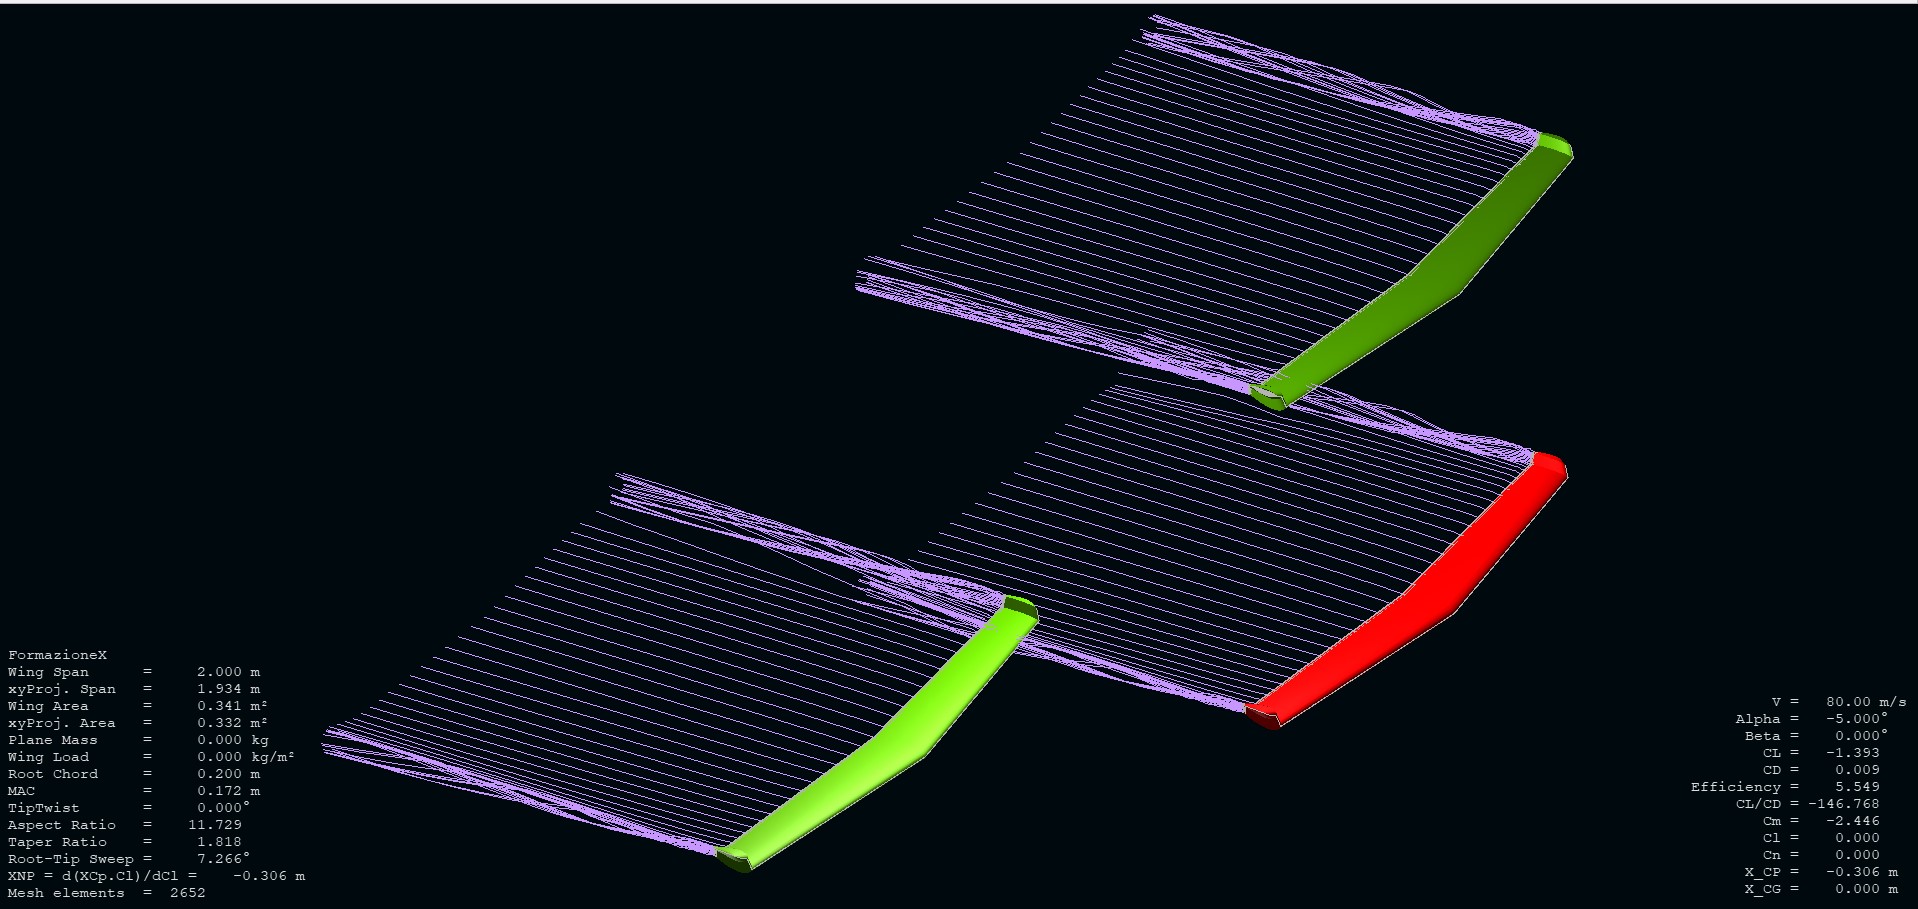 FormazioneX
Wing Span = 2.000 m
xyProj. Span = 1.934 m
Wing Area = 0.341 m²
xyProj. Area = 0.332 m²
Plane Mass = 0.000 kg
Wing Load = 0.000 kg/m²
Root Chord = 0.200 m
MAC = 0.172 m
TipTwist = 0.000°
Aspect Ratio = 11.729
Taper Ratio = 1.818
Root-Tip Sweep = 7.266°
XNP = d(XCp.Cl)/dCl = -0.306 m
Mesh elements = 2652
V = 80.00 m/s
Alpha = -5.000°
Beta = 0.000°
CL = -1.393
CD = 0.009
Efficiency = 5.549
CL/CD = -146.768
Cm = -2.446
Cl = 0.000
Cn = 0.000
X_CP = -0.306 m
X_CG = 0.000 m